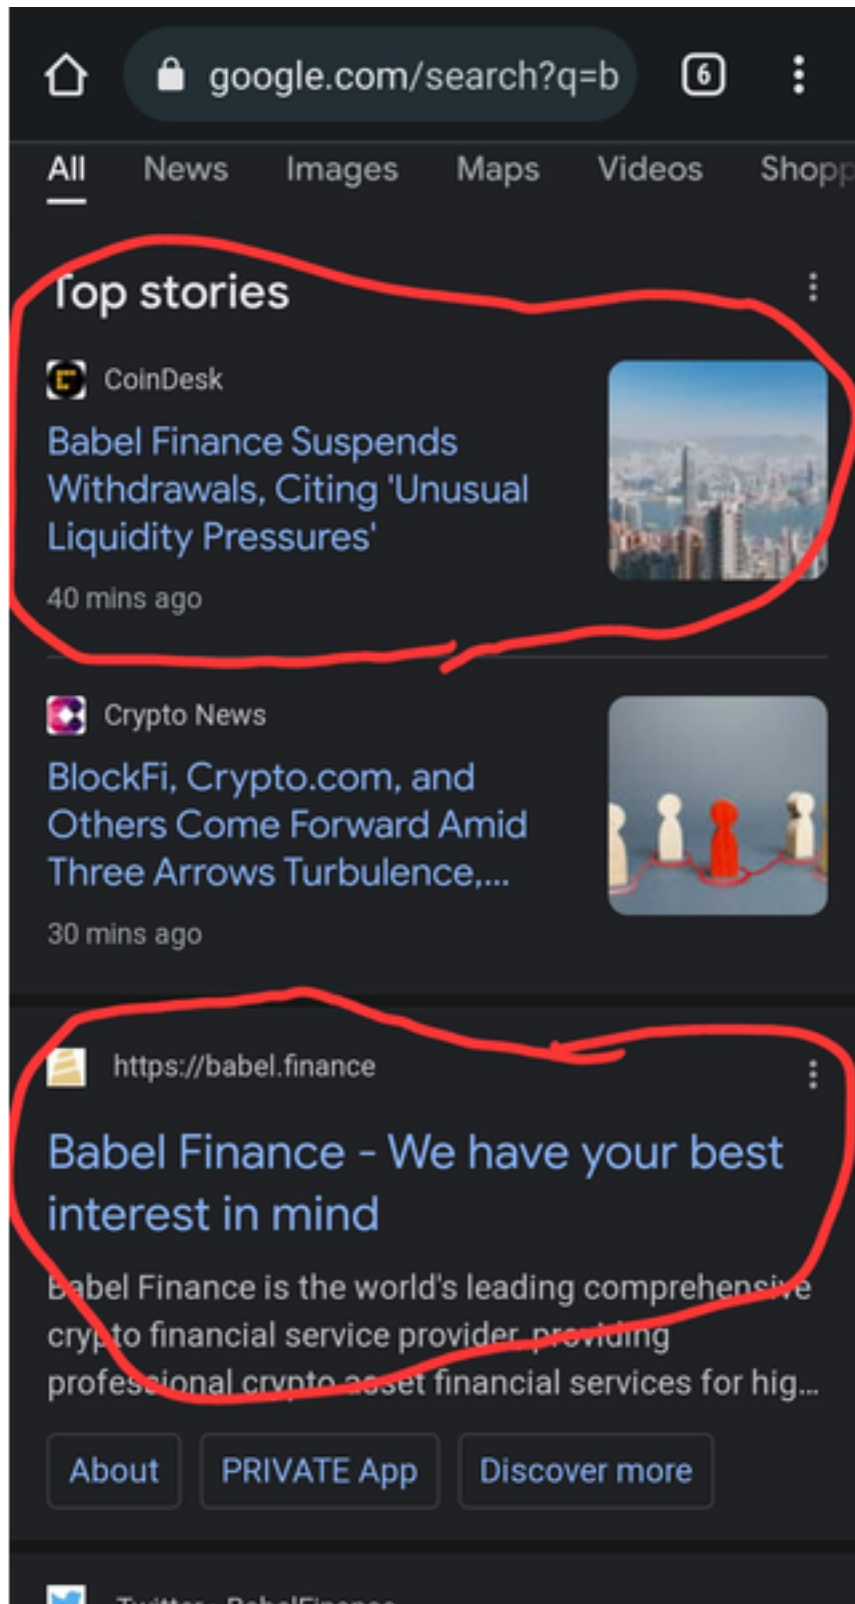 google.com/search?q=b
6
All News Images Maps Videos Shopp
Top stories
CoinDesk
Babel Finance Suspends
Withdrawals, Citing 'Unusual
Liquidity Pressures'
40 mins ago
Crypto News
BlockFi, Crypto.com, and
Others Come Forward Amid
Three Arrows Turbulence,...
30 mins ago
https://babel.finance
Babel Finance - We have your best
interest in mind
Babel Finance is the world's leading comprehensive
crypto financial service provider, providing
professional crypto asset financial services for hig...
About PRIVATE App Discover more
Twitter BabelFinance